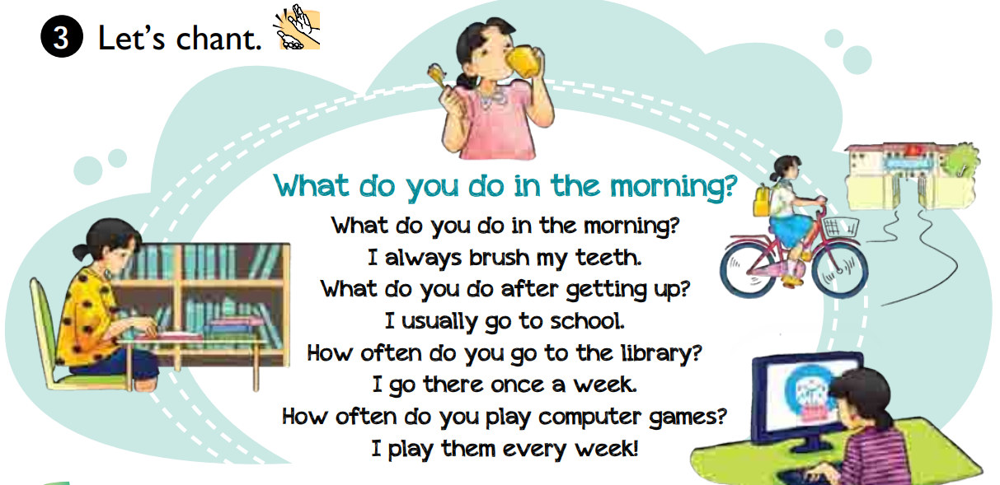 3 Let's chant.
What do you do in the morning?
What do you do in the morning?
I always brush my teeth.
What do you do after getting up?
I usually go to school.
How often do you go to the library?
I go there once a week.
How often do you play computer games?
I play them every week!